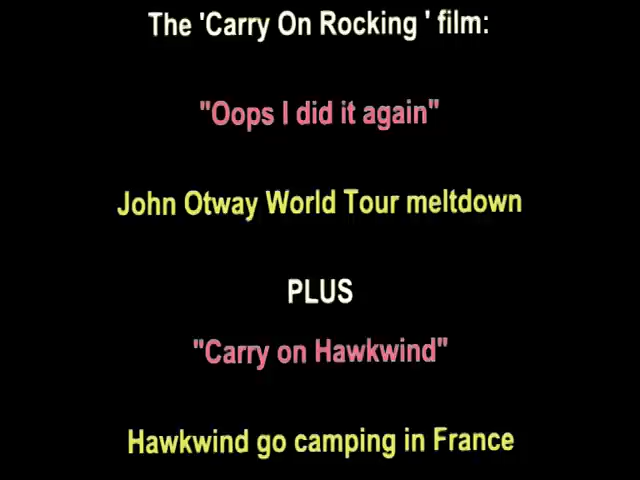 The 'Carry On Rocking ' film:
"Oops I did it again"
John Otway World Tour meltdown
PLUS
"Carry on Hawkwind"
Hawkwind go camping in France